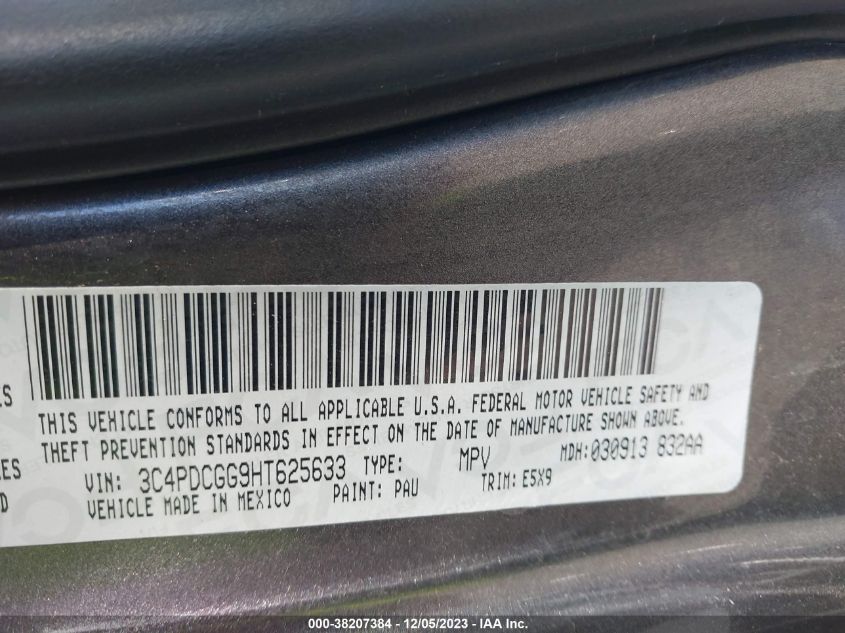 THIS VEHICLE CONFORMS TO ALL APPLICABLE U.S.A. FEDERAL MOTOR VEHICLE SAFETY AND
THEFT PREVENTION STANDARDS IN EFFECT ON THE DATE OF MANUFACTURE SHOWN ABOVE.
ES
LES VIN: 3C4PDCGG9HT625633 TYPE: MPV MDH:030913 832AA
D VEHICLE MADE IN MEXICO PAINT: PAU TRIM: E5X9
000-38207384 - 12/05/2023 - IAA Inc.